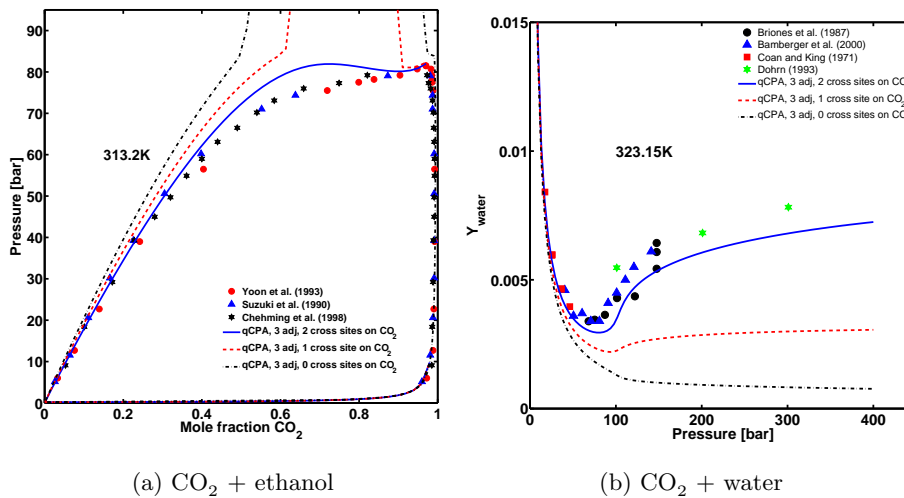 95
90
80
70
60
50
40
30
20
10
0
Pressure [bar]
313.2K
Yoon et al. (1993)
Suzuki et al. (1990)
Chehming et al. (1998)
qCPA, 3 adj, 2 cross sites on CO2
qCPA, 3 adj, 1 cross site on CO2
qCPA, 3 adj, 0 cross sites on CO2
0 0.2 0.4 0.6 0.8 1
Mole fraction CO2
(a) CO2 + ethanol
0.015
0.01
0.005
0
Ywater
Briones et al. (1987)
Bamberger et al. (2000)
Coan and King (1971)
Dohrn (1993)
qCPA, 3 adj, 2 cross sites on CO
qCPA, 3 adj, 1 cross site on CO2
qCPA, 3 adj, 0 cross sites on CO
323.15K
0 100 200 300 400
Pressure [bar]
(b) CO2 + water